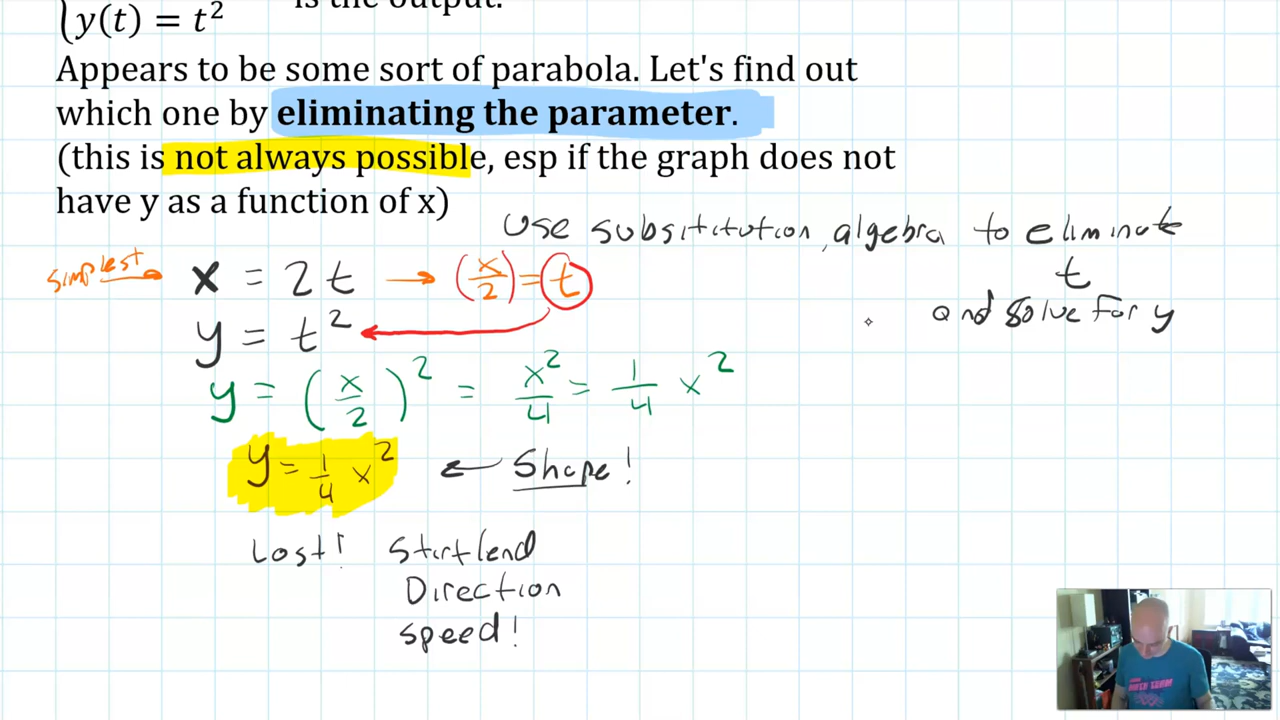 is the output.
y(t) = t²
Appears to be some sort of parabola. Let's find out
which one by eliminating the parameter.
(this is not always possible, esp if the graph does not
have y as a function of x)
Use subsititution, algebra to eliminate
t
and solve for y
simplest
x = 2t → (x/2) = t
y = t²
y = (x/2)² = x²/4 = 1/4 x²
y = 1/4 x² ← Shape!
Lost! Start/end
Direction
speed!